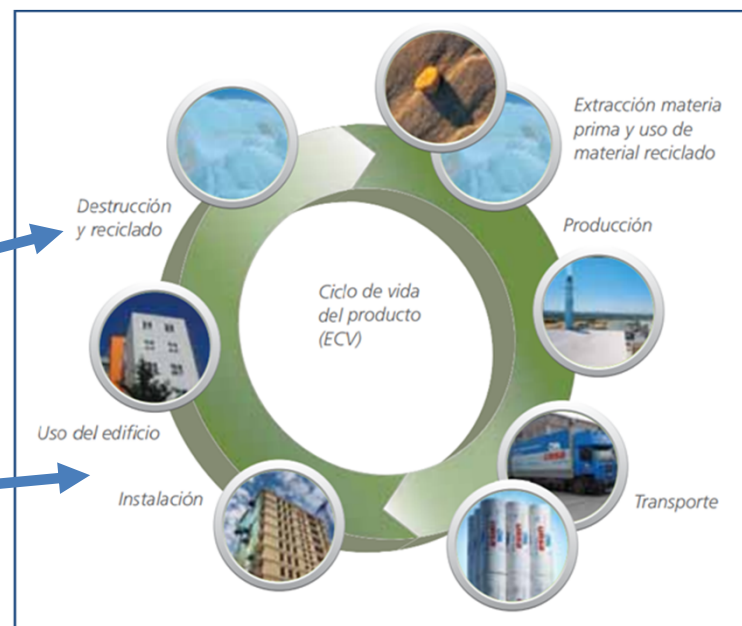 Extracción materia
prima y uso de
material reciclado
Producción
Transporte
Instalación
Uso del edificio
Destrucción
y reciclado
Ciclo de vida
del producto
(ECV)